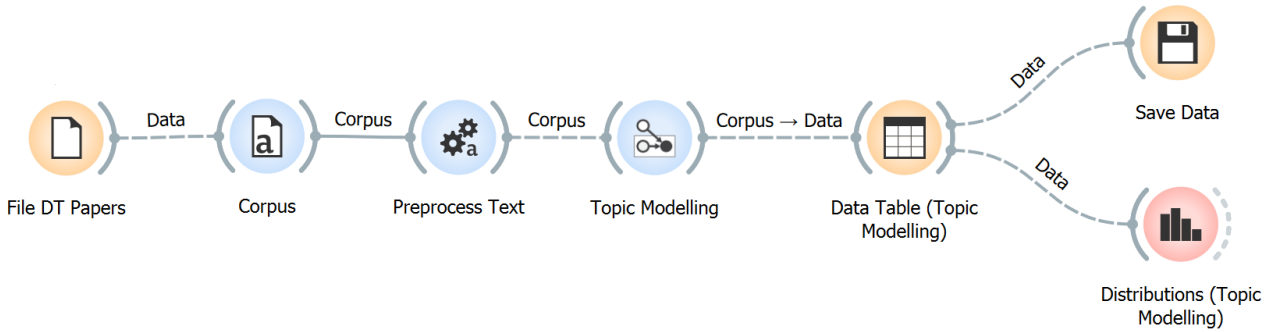 Data
Save Data
Data
Corpus
Corpus
Corpus → Data
Data
a
a
File DT Papers
Corpus
Preprocess Text
Topic Modelling
Data Table (Topic
Modelling)
Distributions (Topic
Modelling)